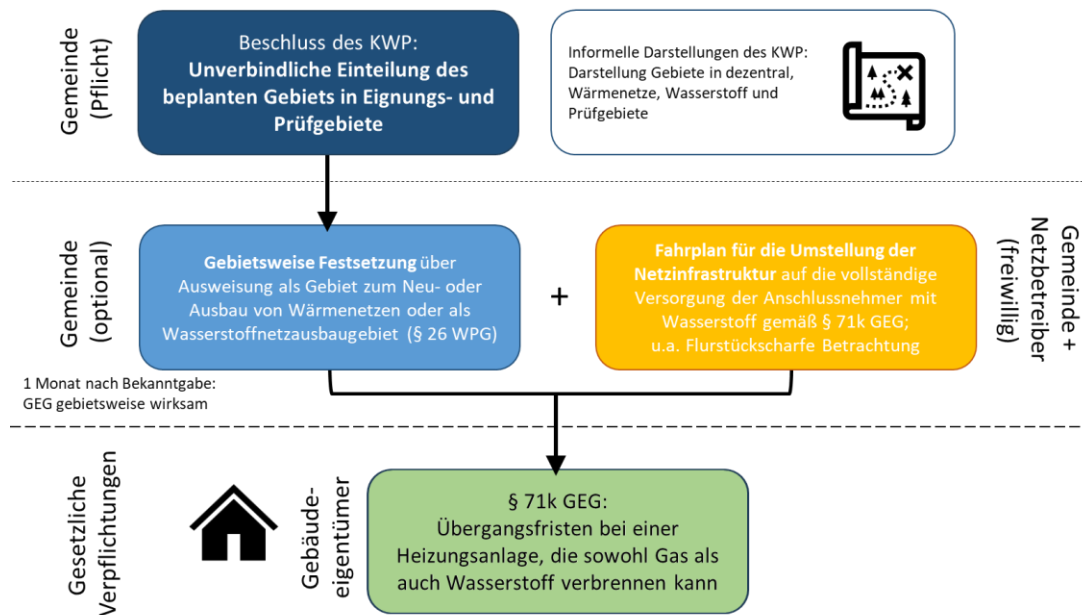 Gemeinde
(Pflicht)
Beschluss des KWP:
Unverbindliche Einteilung des
beplanten Gebiets in Eignungs- und
Prüfgebiete
Informelle Darstellungen des KWP:
Darstellung Gebiete in dezentral,
Wärmenetze, Wasserstoff und
Prüfgebiete
Gemeinde
(optional)
Gebietsweise Festsetzung über
Ausweisung als Gebiet zum Neu- oder
Ausbau von Wärmenetzen oder als
Wasserstoffnetzausbaugebiet (§ 26 WPG)
+
Fahrplan für die Umstellung der
Netzinfrastruktur auf die vollständige
Versorgung der Anschlussnehmer mit
Wasserstoff gemäß § 71k GEG;
u.a. Flurstückscharfe Betrachtung
Gemeinde +
Netzbetreiber
(freiwillig)
1 Monat nach Bekanntgabe:
GEG gebietsweise wirksam
Gesetzliche
Verpflichtungen
Gebäude-
eigentümer
§ 71k GEG:
Übergangsfristen bei einer
Heizungsanlage, die sowohl Gas als
auch Wasserstoff verbrennen kann